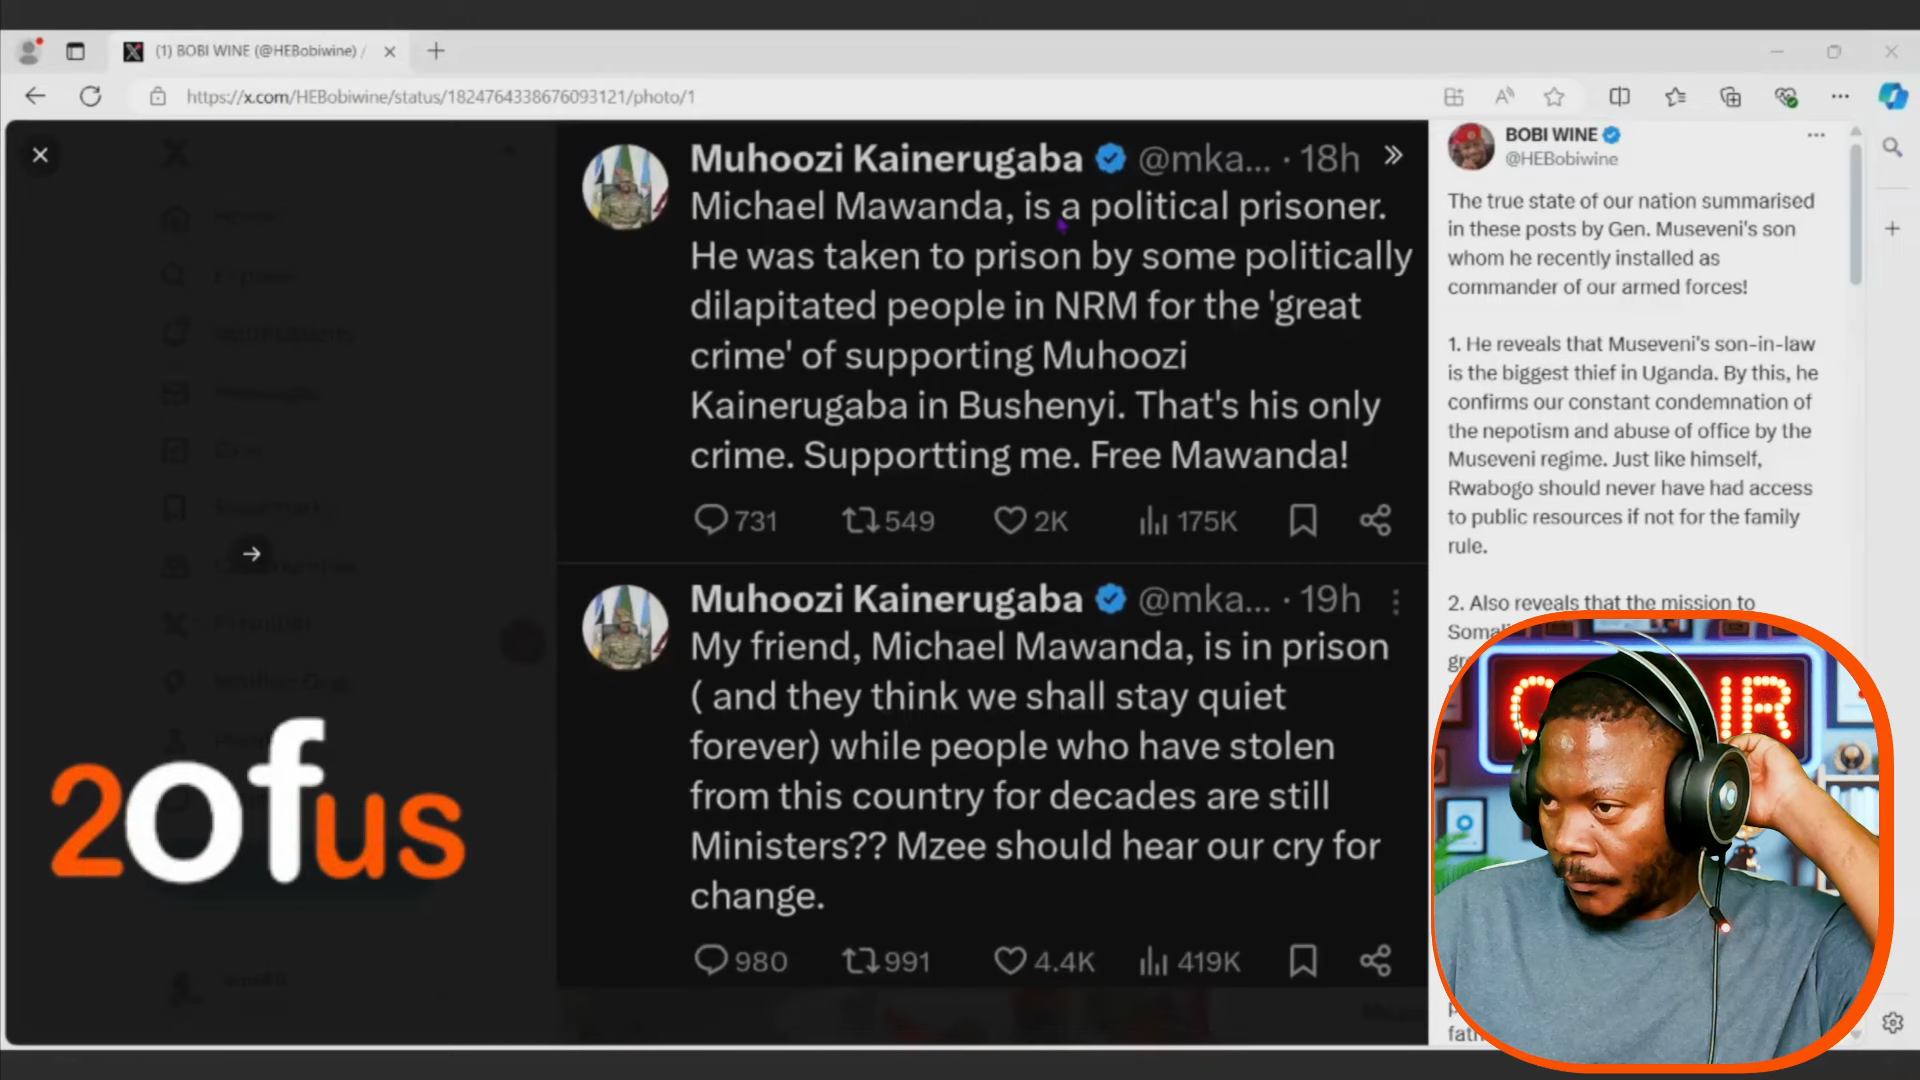 (1) BOBI WINE (@HEBobiwine) /
https://x.com/HEBobiwine/status/1824764338676093121/photo/1
Muhoozi Kainerugaba @mka... · 18h
Michael Mawanda, is a political prisoner.
He was taken to prison by some politically
dilapitated people in NRM for the 'great
crime' of supporting Muhoozi
Kainerugaba in Bushenyi. That's his only
crime. Supportting me. Free Mawanda!
731 549 2K 175K
Muhoozi Kainerugaba @mka... · 19h
My friend, Michael Mawanda, is in prison
( and they think we shall stay quiet
forever) while people who have stolen
from this country for decades are still
Ministers?? Mzee should hear our cry for
change.
980 991 4.4K 419K
BOBI WINE
@HEBobiwine
The true state of our nation summarised
in these posts by Gen. Museveni's son
whom he recently installed as
commander of our armed forces!
1. He reveals that Museveni's son-in-law
is the biggest thief in Uganda. By this, he
confirms our constant condemnation of
the nepotism and abuse of office by the
Museveni regime. Just like himself,
Rwabogo should never have had access
to public resources if not for the family
rule.
2. Also reveals that the mission to
2ofus